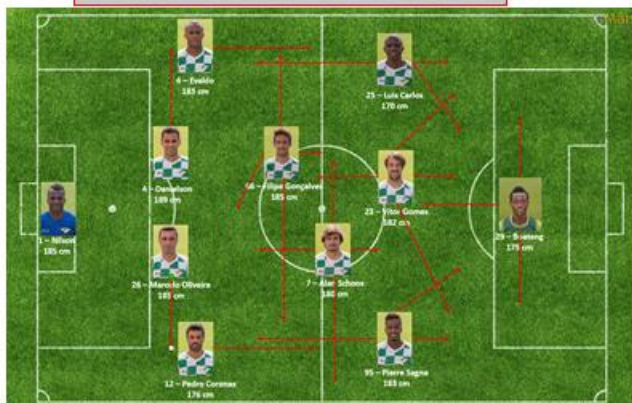 6 – Evaldo
183 cm
25 – Luis Carlos
170 cm
4 – Danielson
189 cm
66 – Filipe Gonçalves
185 cm
23 – Vitor Gomes
182 cm
1 – Nilson
185 cm
29 – Boateng
175 cm
26 – Marcelo Oliveira
185 cm
7 – Alan Schons
180 cm
12 – Pedro Coronas
176 cm
95 – Pierre Sagna
183 cm